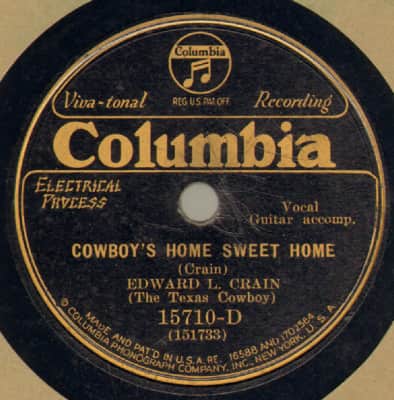 Columbia
Viva-tonal REG. U.S. PAT. OFF. Recording
Columbia
ELECTRICAL
PROCESS
Vocal
Guitar accomp.
COWBOY'S HOME SWEET HOME
(Crain)
EDWARD L. CRAIN
(The Texas Cowboy)
15710-D
(151733)
MADE AND PAT'D IN U.S.A. RE. 16588 AND 1702564
© COLUMBIA PHONOGRAPH COMPANY, INC., NEW YORK, U.S.A.